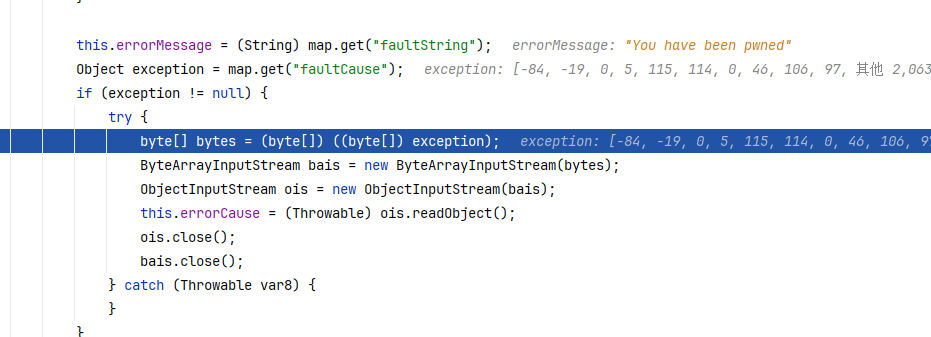 }
this.errorMessage = (String) map.get("faultString");   errorMessage: "You have been pwned"
Object exception = map.get("faultCause");   exception: [-84, -19, 0, 5, 115, 114, 0, 46, 106, 97, 其他 2,063
if (exception != null) {
try {
byte[] bytes = (byte[]) ((byte[]) exception);   exception: [-84, -19, 0, 5, 115, 114, 0, 46, 106, 9
ByteArrayInputStream bais = new ByteArrayInputStream(bytes);
ObjectInputStream ois = new ObjectInputStream(bais);
this.errorCause = (Throwable) ois.readObject();
ois.close();
bais.close();
} catch (Throwable var8) {
}
}